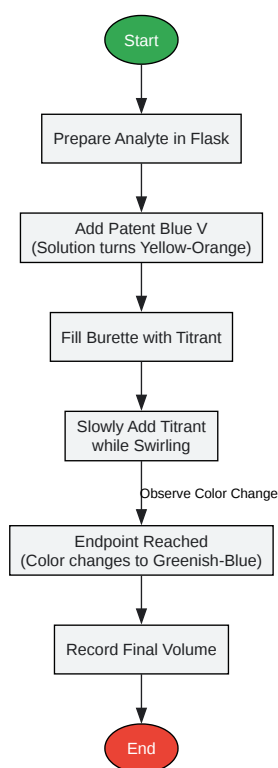 Start
Prepare Analyte in Flask
Add Patent Blue V
(Solution turns Yellow-Orange)
Fill Burette with Titrant
Slowly Add Titrant
while Swirling
Observe Color Change
Endpoint Reached
(Color changes to Greenish-Blue)
Record Final Volume
End